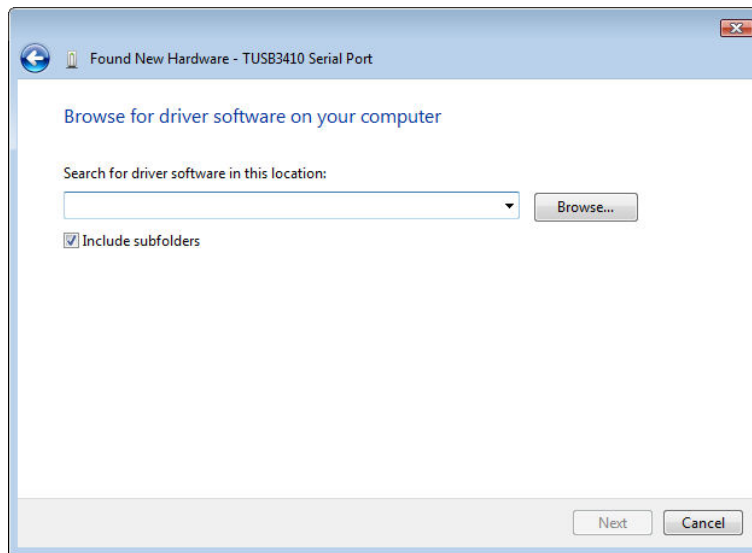 Found New Hardware - TUSB3410 Serial Port
Browse for driver software on your computer
Search for driver software in this location:
Browse...
Include subfolders
Next
Cancel